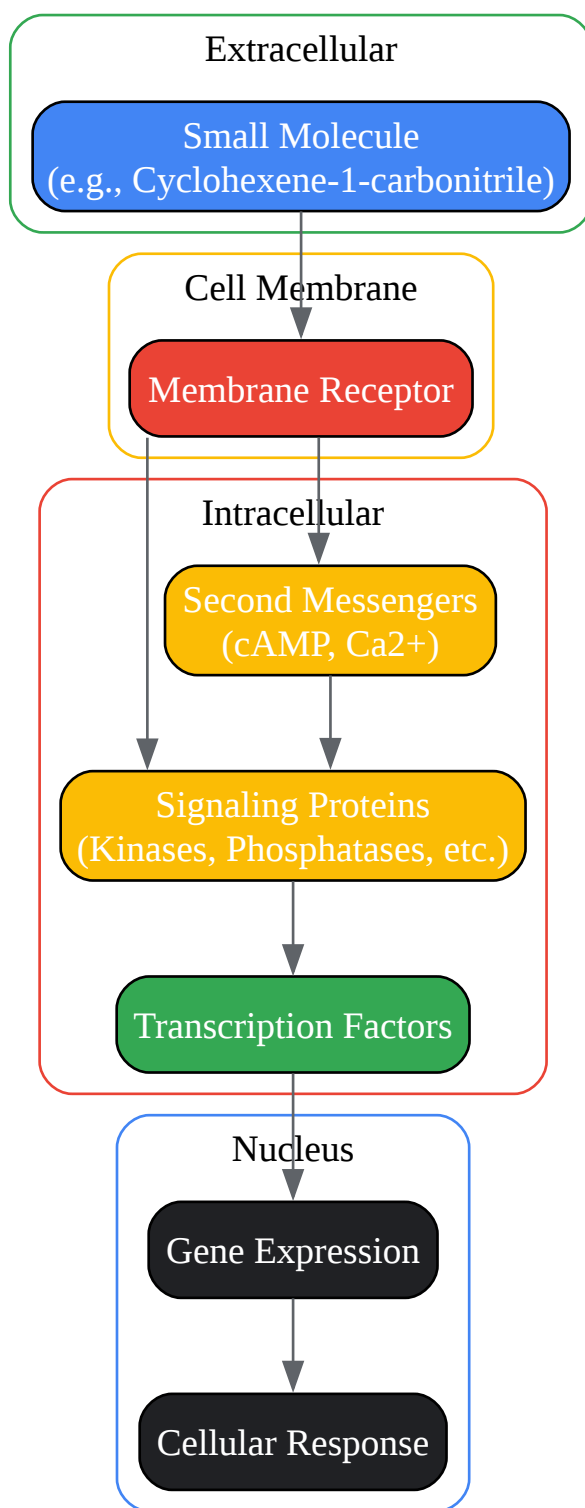 Extracellular
Small Molecule
(e.g., Cyclohexene-1-carbonitrile)
Cell Membrane
Membrane Receptor
Intracellular
Second Messengers
(cAMP, Ca2+)
Signaling Proteins
(Kinases, Phosphatases, etc.)
Transcription Factors
Nucleus
Gene Expression
Cellular Response